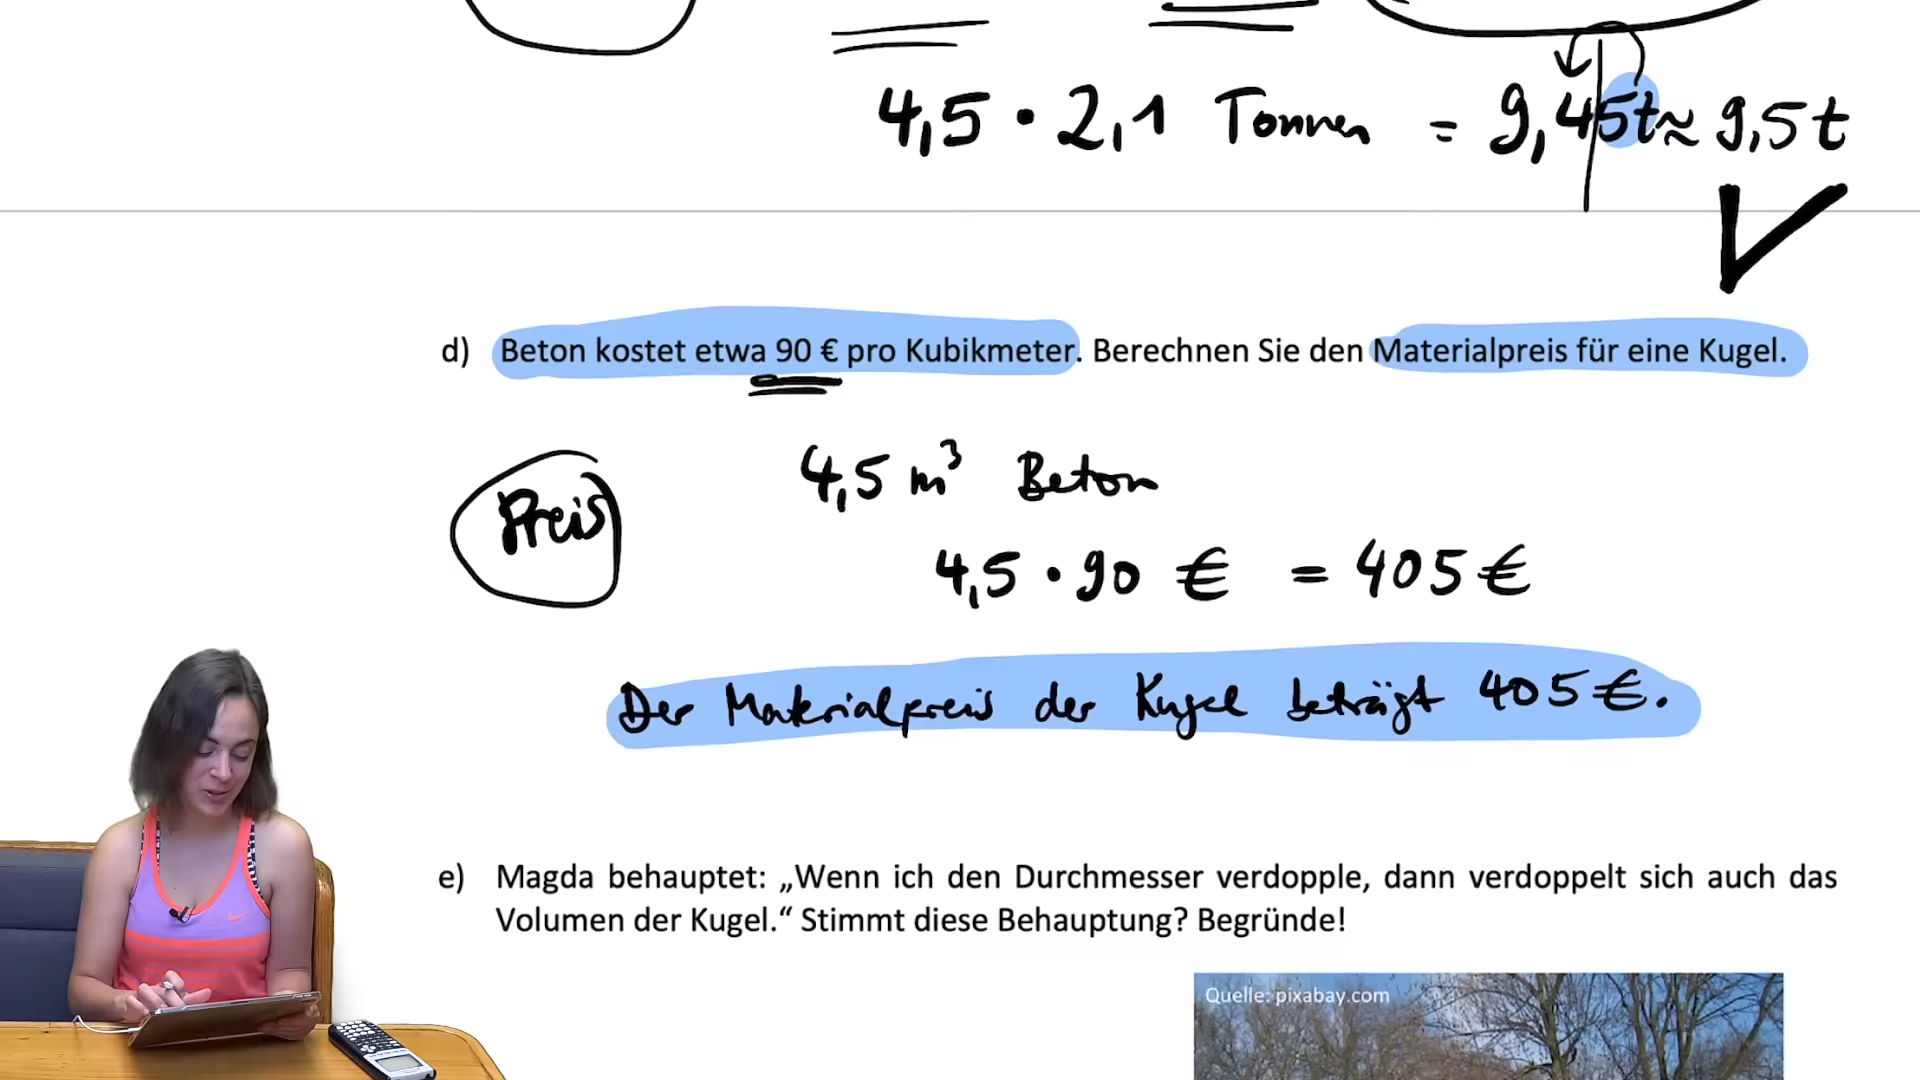 4,5 · 2,1 Tonnen = 9,45t ≈ 9,5t
d) Beton kostet etwa 90 € pro Kubikmeter. Berechnen Sie den Materialpreis für eine Kugel.
4,5 m³ Beton
Preis
4,5 · 90 € = 405 €
Der Materialpreis der Kugel beträgt 405 €.
e) Magda behauptet: „Wenn ich den Durchmesser verdopple, dann verdoppelt sich auch das
Volumen der Kugel.“ Stimmt diese Behauptung? Begründe!
Quelle: pixabay.com